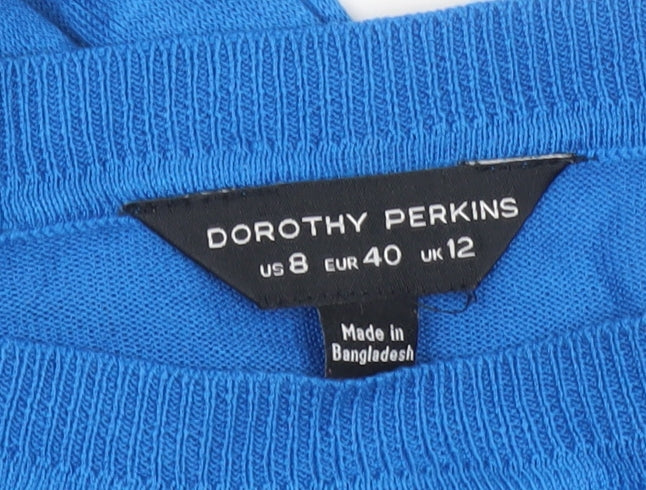 DOROTHY PERKINS
US 8 EUR 40 UK 12
Made in
Bangladesh